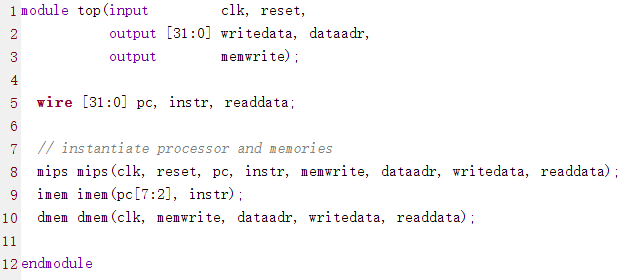 1 module top(input         clk, reset,
2            output [31:0] writedata, dataadr,
3            output        memwrite);
4
5   wire [31:0] pc, instr, readdata;
6
7   // instantiate processor and memories
8   mips mips(clk, reset, pc, instr, memwrite, dataadr, writedata, readdata);
9   imem imem(pc[7:2], instr);
10   dmem dmem(clk, memwrite, dataadr, writedata, readdata);
11
12 endmodule